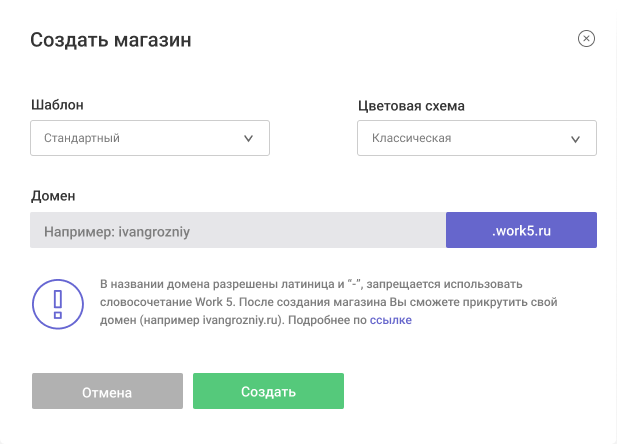 Создать магазин
Шаблон
Цветовая схема
Стандартный
Классическая
Домен
Например: ivangrozniy
.work5.ru
В названии домена разрешены латиница и “-”, запрещается использовать
словосочетание Work 5. После создания магазина Вы сможете прикрутить свой
домен (например ivangrozniy.ru). Подробнее по ссылке
Отмена
Создать